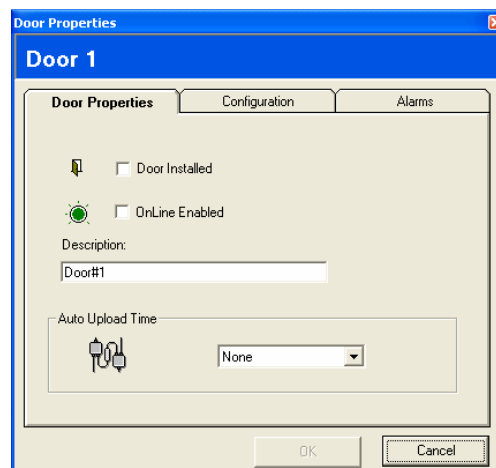 Door Properties
Door 1
Door Properties Configuration Alarms
Door Installed
OnLine Enabled
Description:
Door#1
Auto Upload Time
None
OK Cancel